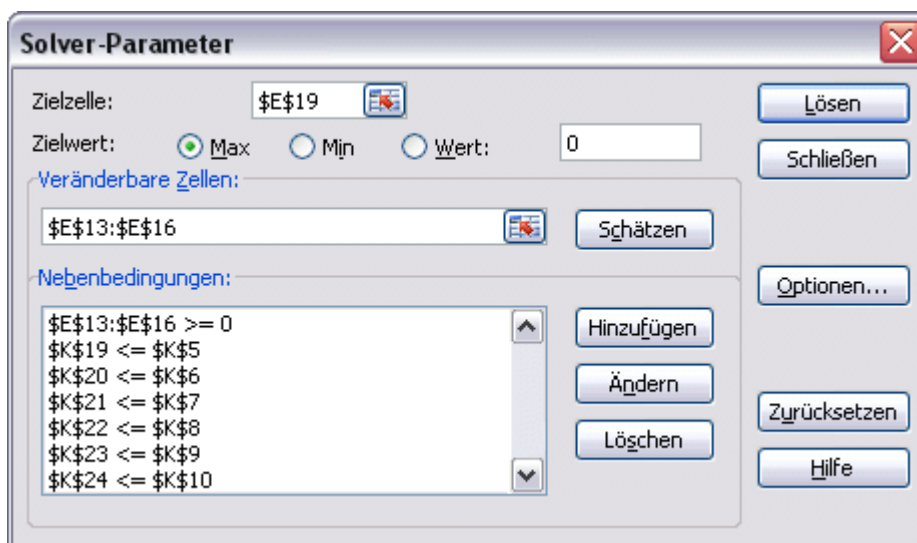 Solver-Parameter
Zielzelle: $E$19
Lösen
Zielwert: Max Min Wert: 0
Schließen
Veränderbare Zellen:
$E$13:$E$16
Schätzen
Nebenbedingungen:
Optionen...
$E$13:$E$16 >= 0
$K$19 <= $K$5
$K$20 <= $K$6
$K$21 <= $K$7
$K$22 <= $K$8
$K$23 <= $K$9
$K$24 <= $K$10
Hinzufügen
Ändern
Löschen
Zurücksetzen
Hilfe